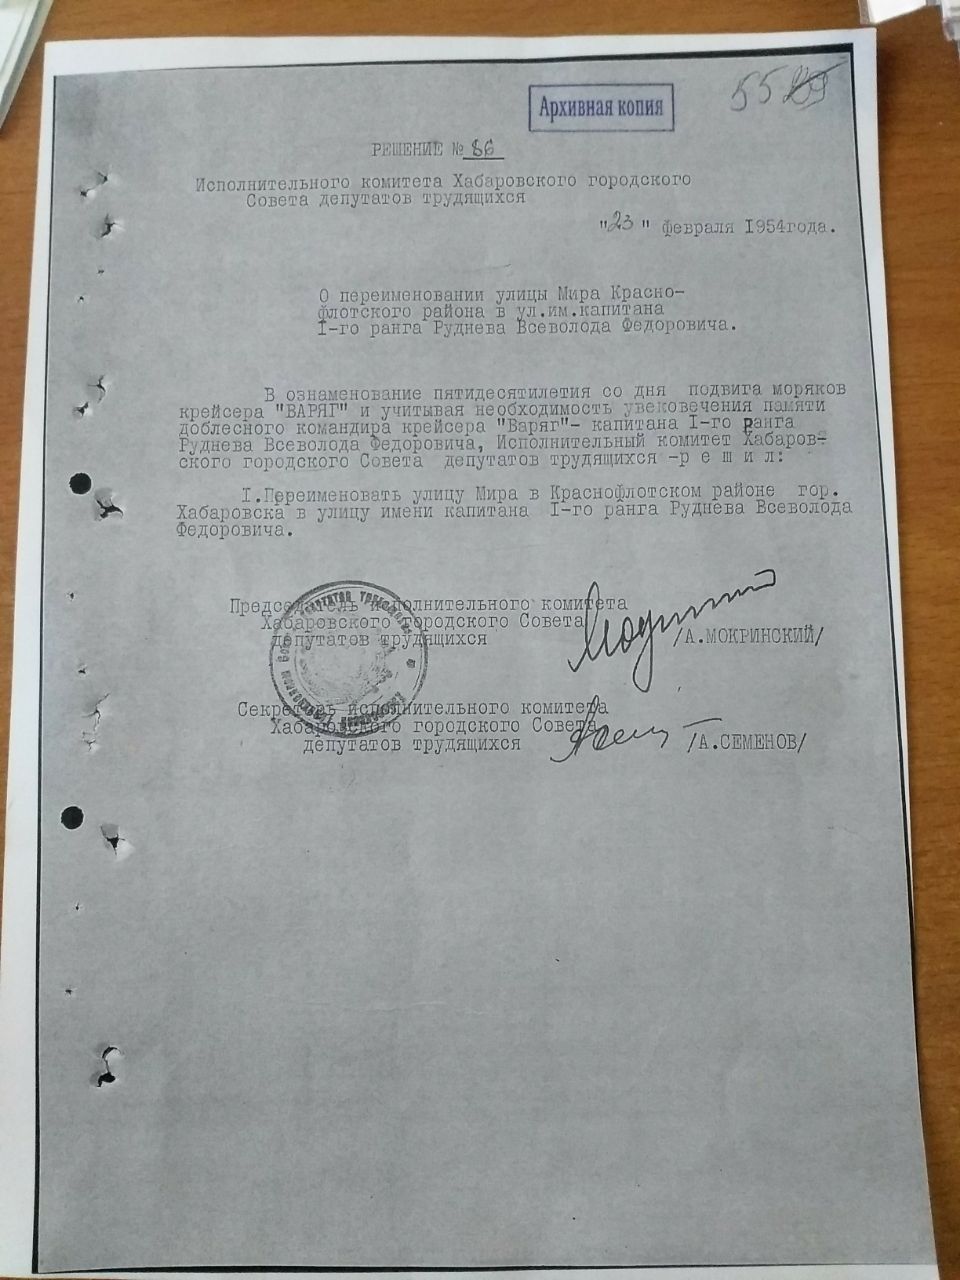 Архивная копия
55
РЕШЕНИЕ № 86
Исполнительного комитета Хабаровского городского
Совета депутатов трудящихся
"23" февраля I954года.
О переименовании улицы Мира Красно-
флотского района в ул.им.капитана
I-го ранга Руднева Всеволода Федоровича.
В ознаменование пятидесятилетия со дня подвига моряков
крейсера "ВАРЯГ" и учитывая необходимость увековечения памяти
доблесного командира крейсера "Варяг"- капитана I-го ранга
Руднева Всеволода Федоровича, Исполнительный комитет Хабаров-
ского городского Совета депутатов трудящихся -р е ш и л:
I.Переименовать улицу Мира в Краснофлотском районе гор.
Хабаровска в улицу имени капитана I-го ранга Руднева Всеволода
Федоровича.
Председатель исполнительного комитета
Хабаровского городского Совета
депутатов трудящихся
/А.МОКРИНСКИЙ/
Секретарь исполнительного комитета
Хабаровского городского Совета
депутатов трудящихся
/А.СЕМЕНОВ/